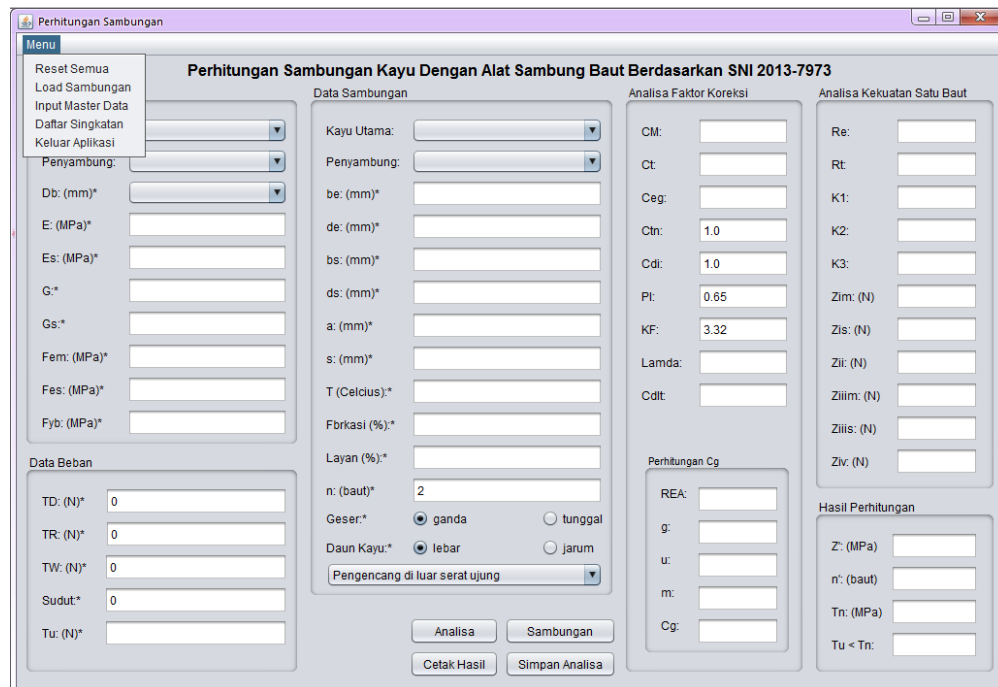 Perhitungan Sambungan
Menu
Reset Semua
Load Sambungan
Input Master Data
Daftar Singkatan
Keluar Aplikasi
Perhitungan Sambungan Kayu Dengan Alat Sambung Baut Berdasarkan SNI 2013-7973
Penyambung:
Db: (mm)*
E: (MPa)*
Es: (MPa)*
G:*
Gs:*
Fem: (MPa)*
Fes: (MPa)*
Fyb: (MPa)*
Data Beban
TD: (N)* 0
TR: (N)* 0
TW: (N)* 0
Sudut:* 0
Tu: (N)*
Data Sambungan
Kayu Utama:
Penyambung:
be: (mm)*
de: (mm)*
bs: (mm)*
ds: (mm)*
a: (mm)*
s: (mm)*
T (Celcius):*
Fbrkasi (%):*
Layan (%):*
n: (baut)* 2
Geser:* ganda tunggal
Daun Kayu:* lebar jarum
Pengencang di luar serat ujung
Analisa Sambungan
Cetak Hasil Simpan Analisa
Analisa Faktor Koreksi
CM:
Ct:
Ceg:
Ctn: 1.0
Cdi: 1.0
PI: 0.65
KF: 3.32
Lamda:
Cdlt:
Perhitungan Cg
REA:
g:
u:
m:
Cg:
Analisa Kekuatan Satu Baut
Re:
Rt:
K1:
K2:
K3:
Zim: (N)
Zis: (N)
Zii: (N)
Ziiim: (N)
Ziiis: (N)
Ziv: (N)
Hasil Perhitungan
Z': (MPa)
n': (baut)
Tn: (MPa)
Tu < Tn: